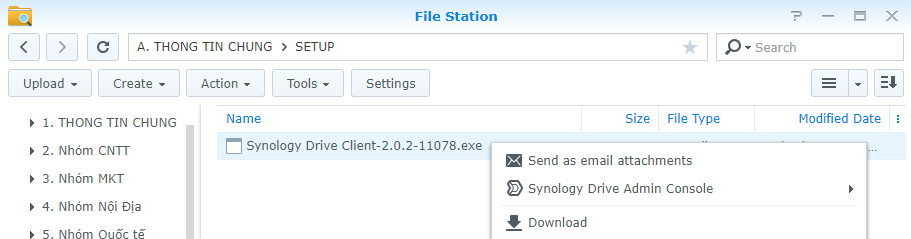 File Station
A. THONG TIN CHUNG > SETUP
Search
Upload Create Action Tools Settings
Name Size File Type Modified Date
1. THONG TIN CHUNG
2. Nhóm CNTT
3. Nhóm MKT
4. Nhóm Nội Địa
5. Nhóm Quốc tế
Synology Drive Client-2.0.2-11078.exe
Send as email attachments
Synology Drive Admin Console
Download